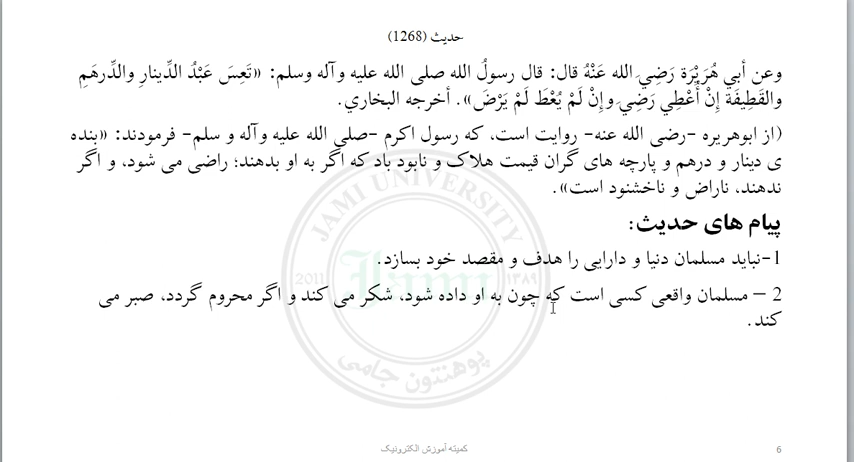 حدیث (1268)
وعن أبي هُرَيْرَة رَضِيَ الله عَنْهُ قال: قال رسولُ الله صلى الله عليه وآله وسلم: «تَعِسَ عَبْدُ الدِّينارِ والدِّرهَمِ
والقَطِيفَة إنْ أُعْطِي رَضِيَ وإنْ لَمْ يُعْطَ لَمْ يَرْضَ». أخرجه البخاري.
(از ابوهریره –رضی الله عنه- روایت است، که رسول اکرم –صلی الله علیه وآله و سلم- فرمودند: «بنده
ی دینار و درهم و پارچه های گران قیمت هلاک و نابود باد که اگر به او بدهند؛ راضی می شود، و اگر
ندهند، ناراض و ناخشنود است».
پیام های حدیث:
1-نباید مسلمان دنیا و دارایی را هدف و مقصد خود بسازد.
2 – مسلمان واقعی کسی است که چون به او داده شود، شکر می کند و اگر محروم گردد، صبر می
کند.
JAMI UNIVERSITY
2011
Jami
۱۳۸۹
پوهنتون جامی
کمیته آموزش الکترونیک
6